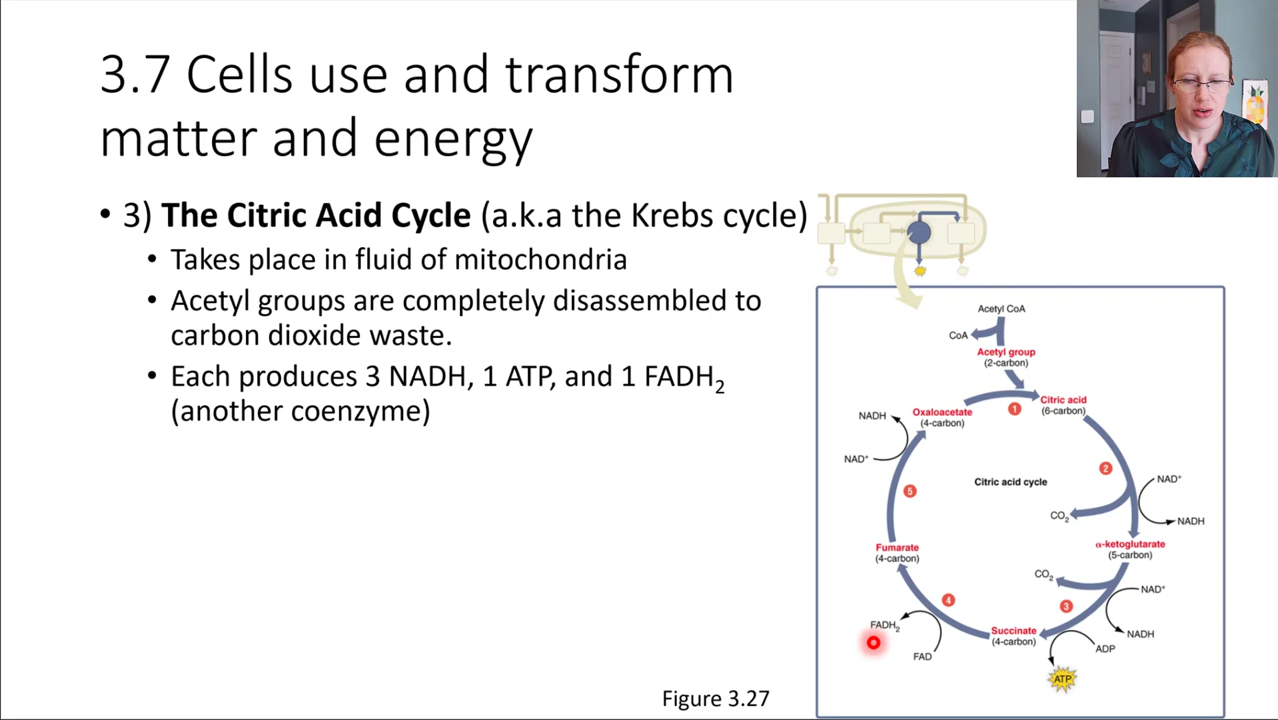 3.7 Cells use and transform
matter and energy
• 3) The Citric Acid Cycle (a.k.a the Krebs cycle)
• Takes place in fluid of mitochondria
• Acetyl groups are completely disassembled to
carbon dioxide waste.
• Each produces 3 NADH, 1 ATP, and 1 FADH₂
(another coenzyme)
Acetyl CoA
CoA
Acetyl group
(2-carbon)
Oxaloacetate
(4-carbon)
1
Citric acid
(6-carbon)
NADH
NAD⁺
2
Citric acid cycle
NAD⁺
5
CO₂
NADH
Fumarate
(4-carbon)
α-ketoglutarate
(5-carbon)
CO₂
NAD⁺
4
3
FADH₂
Succinate
(4-carbon)
NADH
FAD
ADP
ATP
Figure 3.27